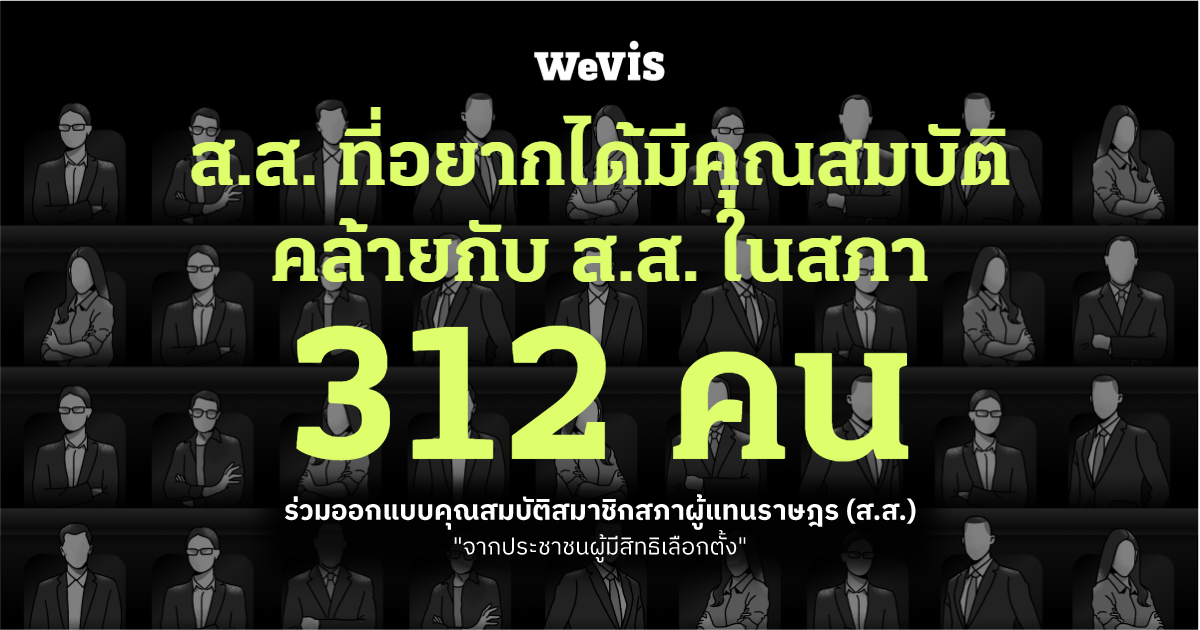 WeVIS
ส.ส. ที่อยากได้มีคุณสมบัติ
คล้ายกับ ส.ส. ในสภา
312 คน
ร่วมออกแบบคุณสมบัติสมาชิกสภาผู้แทนราษฎร (ส.ส.)
"จากประชาชนผู้มีสิทธิเลือกตั้ง"